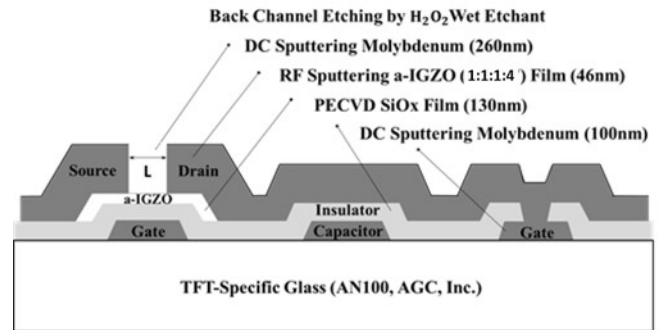 Back Channel Etching by H₂O₂Wet Etchant
DC Sputtering Molybdenum (260nm)
RF Sputtering a-IGZO (1:1:1:4) Film (46nm)
PECVD SiOx Film (130nm)
DC Sputtering Molybdenum (100nm)
Source L Drain
a-IGZO
Insulator
Gate Capacitor Gate
TFT-Specific Glass (AN100, AGC, Inc.)